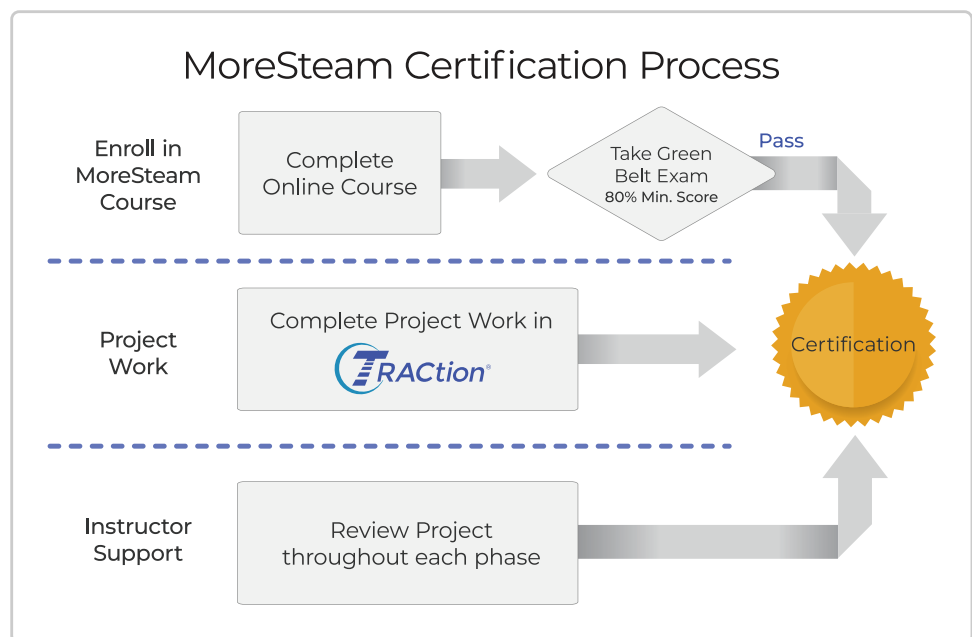 MoreSteam Certification Process
Enroll in
MoreSteam
Course
Complete
Online Course
Take Green
Belt Exam
80% Min. Score
Pass
Project
Work
Complete Project Work in
TRACtion®
Certification
Instructor
Support
Review Project
throughout each phase